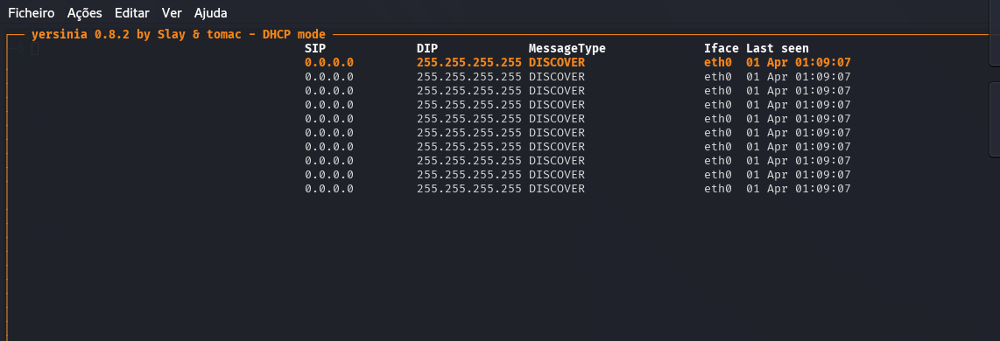 Ficheiro Ações Editar Ver Ajuda
yersinia 0.8.2 by Slay & tomac - DHCP mode
SIP DIP MessageType Iface Last seen
0.0.0.0 255.255.255.255 DISCOVER eth0 01 Apr 01:09:07
0.0.0.0 255.255.255.255 DISCOVER eth0 01 Apr 01:09:07
0.0.0.0 255.255.255.255 DISCOVER eth0 01 Apr 01:09:07
0.0.0.0 255.255.255.255 DISCOVER eth0 01 Apr 01:09:07
0.0.0.0 255.255.255.255 DISCOVER eth0 01 Apr 01:09:07
0.0.0.0 255.255.255.255 DISCOVER eth0 01 Apr 01:09:07
0.0.0.0 255.255.255.255 DISCOVER eth0 01 Apr 01:09:07
0.0.0.0 255.255.255.255 DISCOVER eth0 01 Apr 01:09:07
0.0.0.0 255.255.255.255 DISCOVER eth0 01 Apr 01:09:07
0.0.0.0 255.255.255.255 DISCOVER eth0 01 Apr 01:09:07